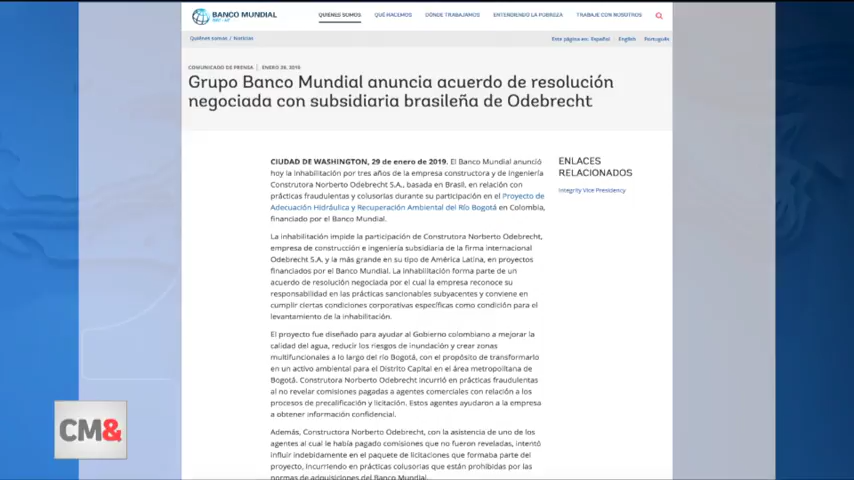 BANCO MUNDIAL
QUIÉNES SOMOS
QUÉ HACEMOS
DÓNDE TRABAJAMOS
ENTENDIENDO LA POBREZA
TRABAJE CON NOSOTROS
Quiénes somos / Noticias
Este página en: Español English Português
COMUNICADO DE PRENSA | ENERO 29, 2019
Grupo Banco Mundial anuncia acuerdo de resolución
negociada con subsidiaria brasileña de Odebrecht
CIUDAD DE WASHINGTON, 29 de enero de 2019. El Banco Mundial anunció
hoy la inhabilitación por tres años de la empresa constructora y de ingeniería
Construtora Norberto Odebrecht S.A., basada en Brasil, en relación con
prácticas fraudulentas y colusorias durante su participación en el Proyecto de
Adecuación Hidráulica y Recuperación Ambiental del Río Bogotá en Colombia,
financiado por el Banco Mundial.
La inhabilitación impide la participación de Construtora Norberto Odebrecht,
empresa de construcción e ingeniería subsidiaria de la firma internacional
Odebrecht S.A. y la más grande en su tipo de América Latina, en proyectos
financiados por el Banco Mundial. La inhabilitación forma parte de un
acuerdo de resolución negociada por el cual la empresa reconoce su
responsabilidad en las prácticas sancionables subyacentes y conviene en
cumplir ciertas condiciones corporativas específicas como condición para el
levantamiento de la inhabilitación.
El proyecto fue diseñado para ayudar al Gobierno colombiano a mejorar la
calidad del agua, reducir los riesgos de inundación y crear zonas
multifuncionales a lo largo del río Bogotá, con el propósito de transformarlo
en un activo ambiental para el Distrito Capital en el área metropolitana de
Bogotá. Construtora Norberto Odebrecht incurrió en prácticas fraudulentas
al no revelar comisiones pagadas a agentes comerciales con relación a los
procesos de precalificación y licitación. Estos agentes ayudaron a la empresa
a obtener información confidencial.
Además, Constructora Norberto Odebrecht, con la asistencia de uno de los
agentes al cual le había pagado comisiones que no fueron reveladas, intentó
influir indebidamente en el paquete de licitaciones que formaba parte del
proyecto, incurriendo en prácticas colusorias que están prohibidas por las
normas de adquisiciones del Banco Mundial.
ENLACES
RELACIONADOS
Integrity Vice Presidency
CM&